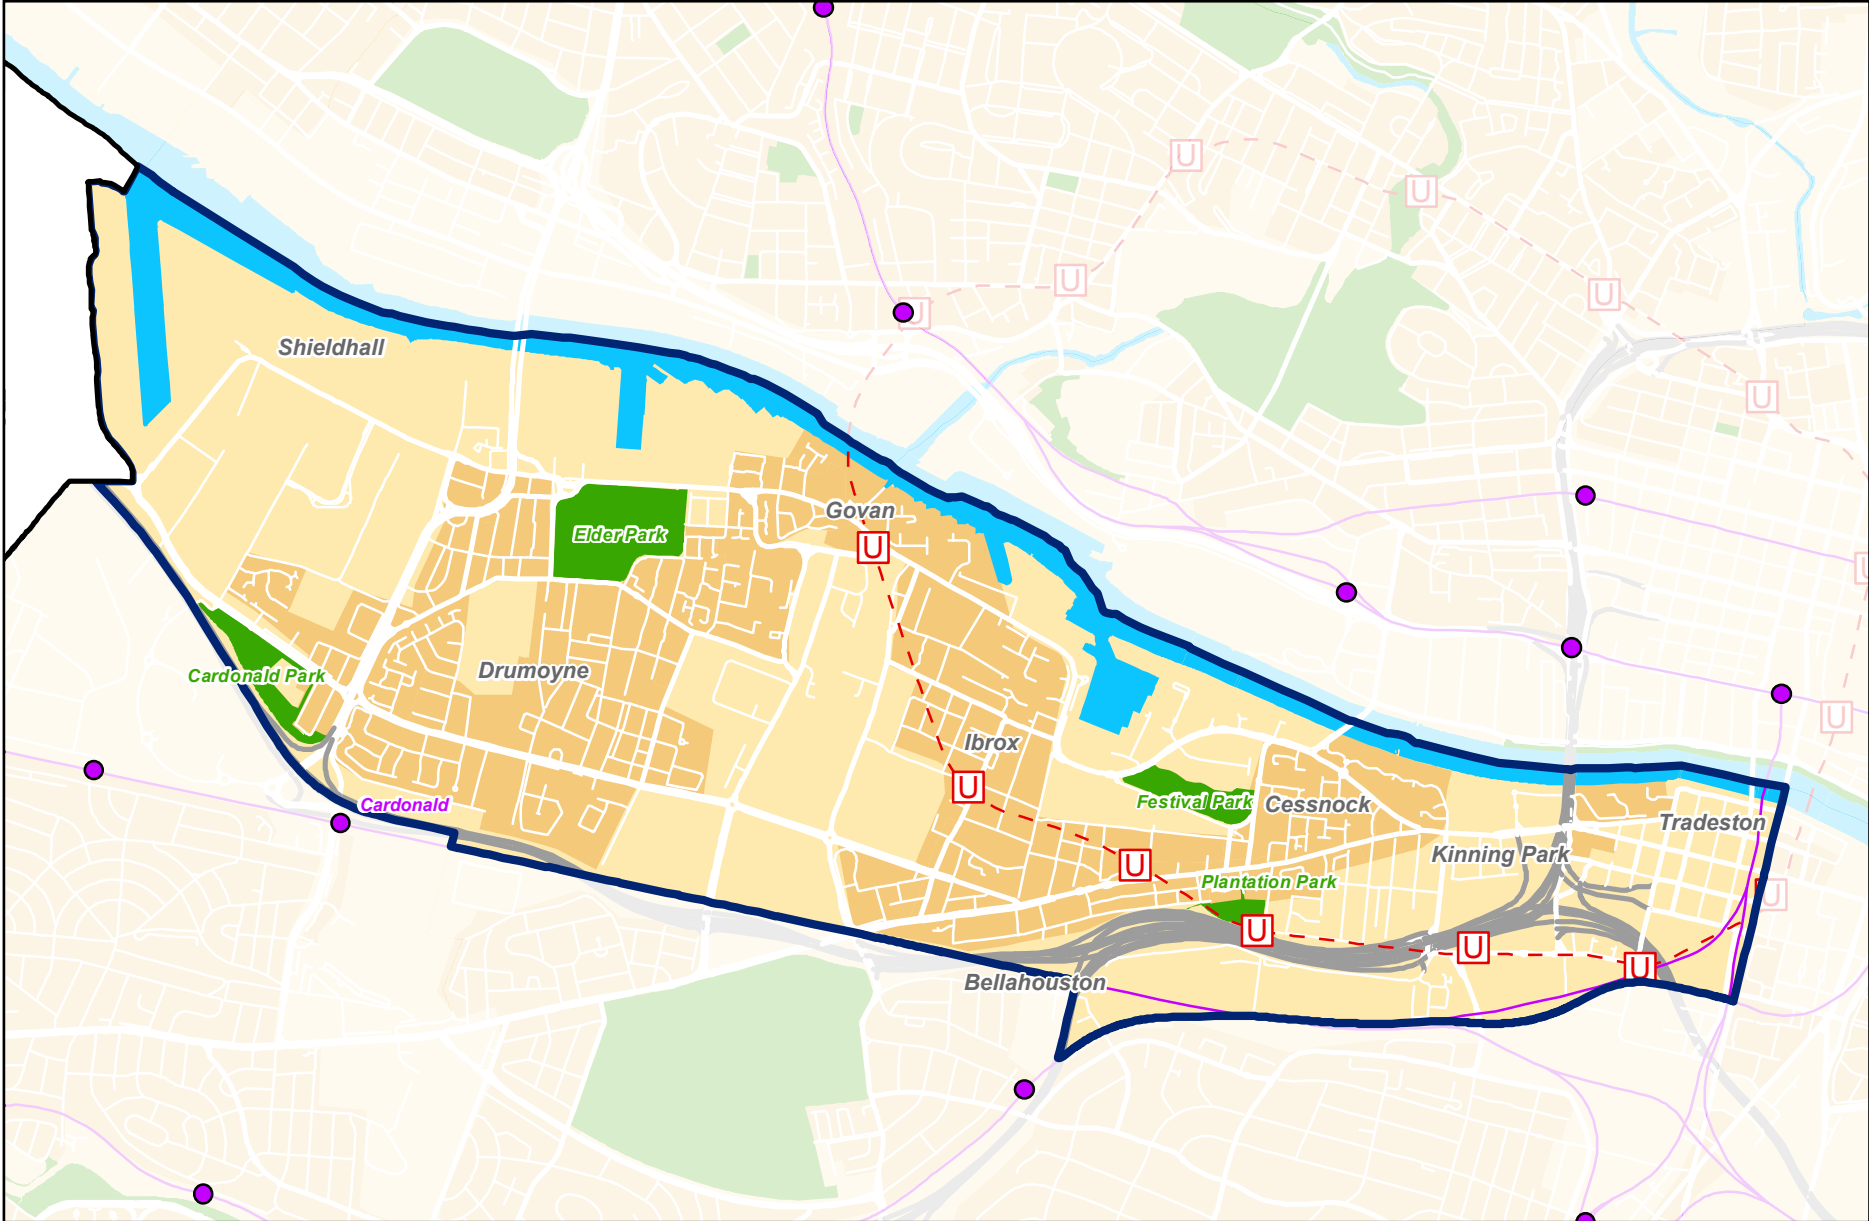 U
U
U
U
U
Shieldhall
U
Govan
Elder Park
U
U
Cardonald Park
Drumoyne
U
Ibrox
U
Festival Park
Cessnock
Cardonald
Tradeston
Kinning Park
U
Plantation Park
U
U
U
U
Bellahouston